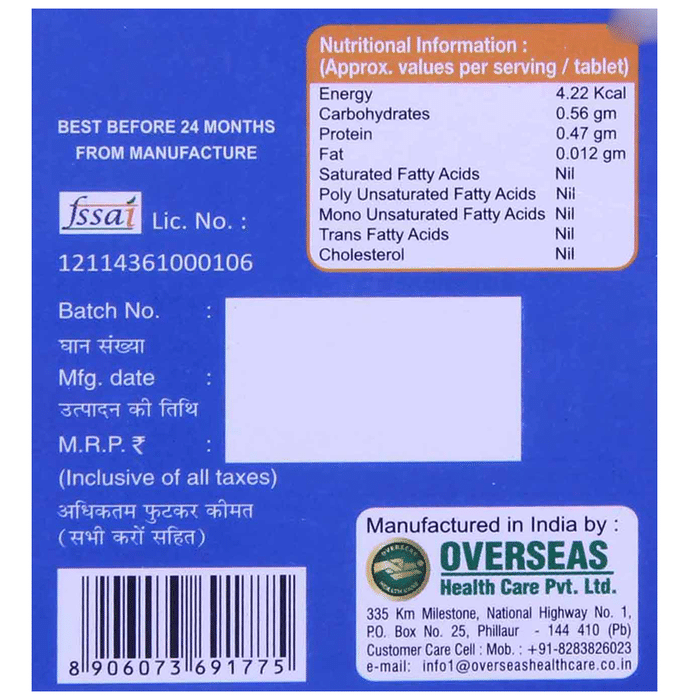 Nutritional Information :
(Approx. values per serving / tablet)
Energy 4.22 Kcal
Carbohydrates 0.56 gm
Protein 0.47 gm
Fat 0.012 gm
Saturated Fatty Acids Nil
Poly Unsaturated Fatty Acids Nil
Mono Unsaturated Fatty Acids Nil
Trans Fatty Acids Nil
Cholesterol Nil
BEST BEFORE 24 MONTHS
FROM MANUFACTURE
fssai Lic. No. :
12114361000106
Batch No. :
घान संख्या
Mfg. date :
उत्पादन की तिथि
M.R.P. ₹ :
(Inclusive of all taxes)
अधिकतम फुटकर कीमत
(सभी करों सहित)
8 906073 691775
Manufactured in India by :
OVERSEAS
Health Care Pvt. Ltd.
OVERSEAS
HEALTH CARE
335 Km Milestone, National Highway No. 1,
P.O. Box No. 25, Phillaur - 144 410 (Pb)
Customer Care Cell : Mob. : +91-8283826023
e-mail: info1@overseashealthcare.co.in